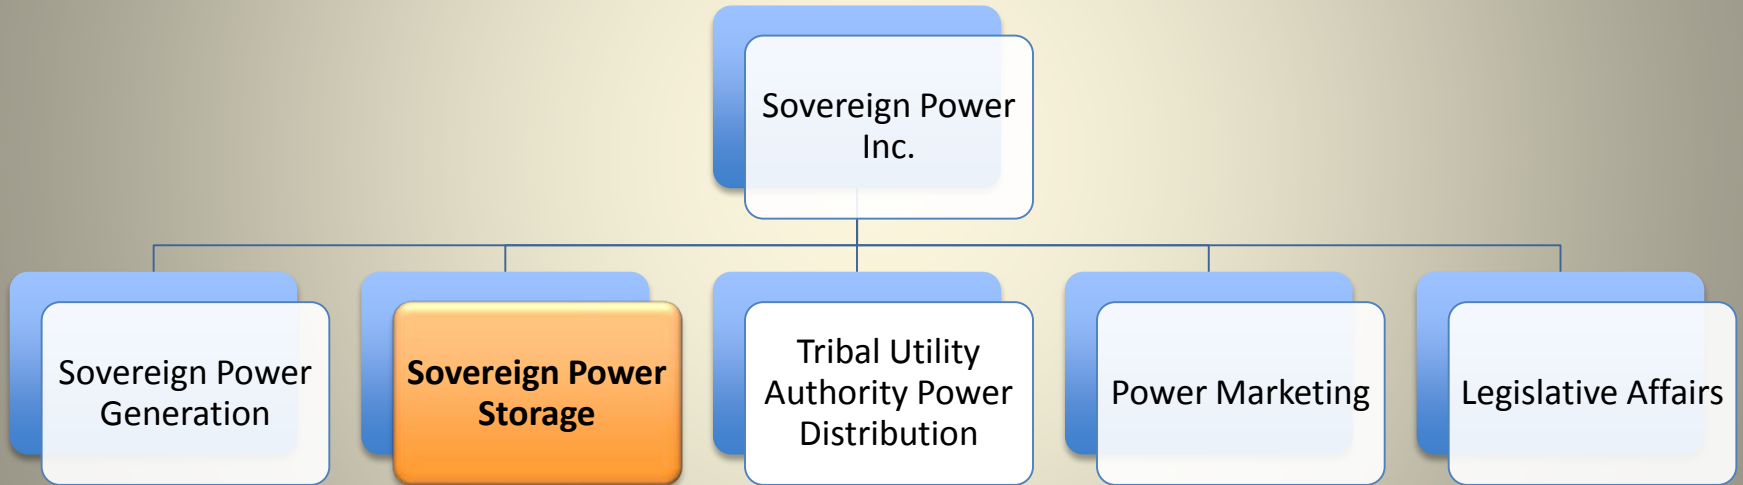 Sovereign Power
Inc.
Sovereign Power
Generation
Sovereign Power
Storage
Tribal Utility
Authority Power
Distribution
Power Marketing
Legislative Affairs